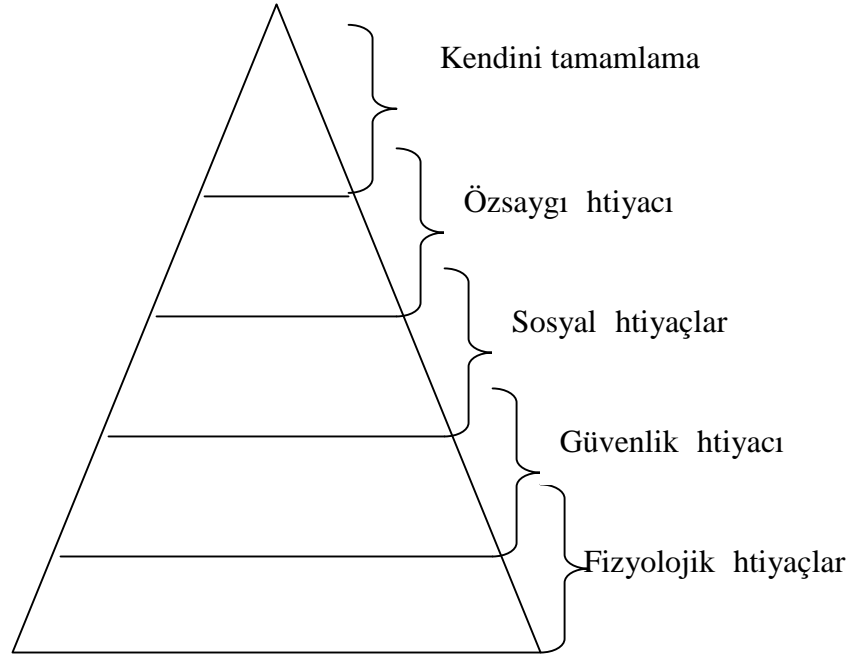 Kendini tamamlama
Özsaygı htiyacı
Sosyal htiyaçlar
Güvenlik htiyacı
Fizyolojik htiyaçlar